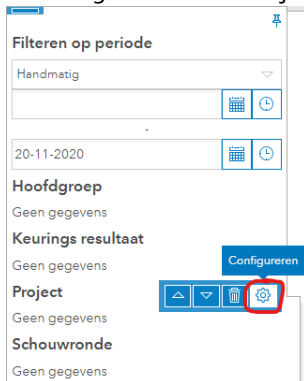 Filteren op periode
Handmatig
-
20-11-2020
Hoofdgroep
Geen gegevens
Keurings resultaat
Geen gegevens
Configureren
Project
Geen gegevens
Schouwronde
Geen gegevens